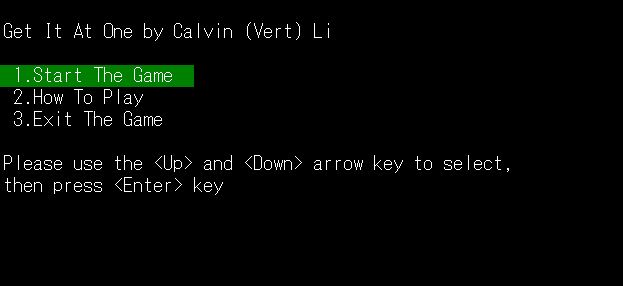 Get It At One by Calvin (Vert) Li
1.Start The Game
2.How To Play
3.Exit The Game
Please use the <Up> and <Down> arrow key to select,
then press <Enter> key